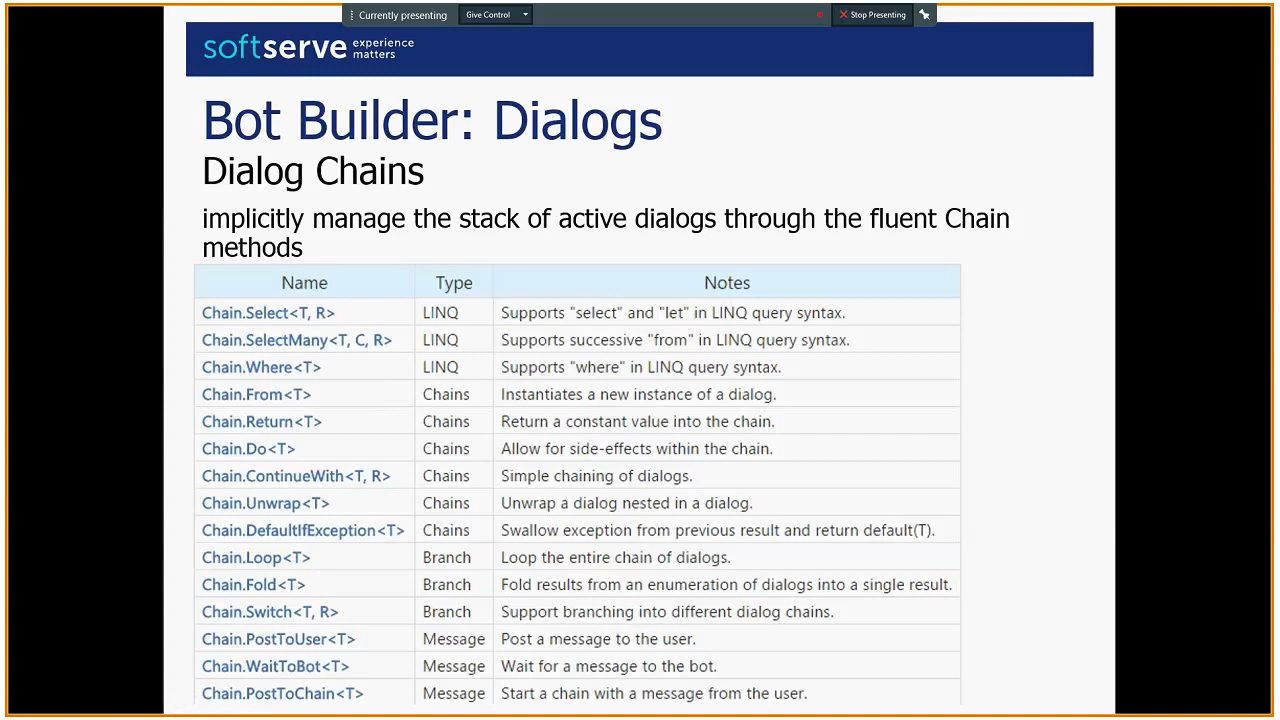 Currently presenting Give Control Stop Presenting
softserve experience matters
Bot Builder: Dialogs
Dialog Chains
implicitly manage the stack of active dialogs through the fluent Chain
methods
Name Type Notes
Chain.Select<T, R> LINQ Supports "select" and "let" in LINQ query syntax.
Chain.SelectMany<T, C, R> LINQ Supports successive "from" in LINQ query syntax.
Chain.Where<T> LINQ Supports "where" in LINQ query syntax.
Chain.From<T> Chains Instantiates a new instance of a dialog.
Chain.Return<T> Chains Return a constant value into the chain.
Chain.Do<T> Chains Allow for side-effects within the chain.
Chain.ContinueWith<T, R> Chains Simple chaining of dialogs.
Chain.Unwrap<T> Chains Unwrap a dialog nested in a dialog.
Chain.DefaultIfException<T> Chains Swallow exception from previous result and return default(T).
Chain.Loop<T> Branch Loop the entire chain of dialogs.
Chain.Fold<T> Branch Fold results from an enumeration of dialogs into a single result.
Chain.Switch<T, R> Branch Support branching into different dialog chains.
Chain.PostToUser<T> Message Post a message to the user.
Chain.WaitToBot<T> Message Wait for a message to the bot.
Chain.PostToChain<T> Message Start a chain with a message from the user.